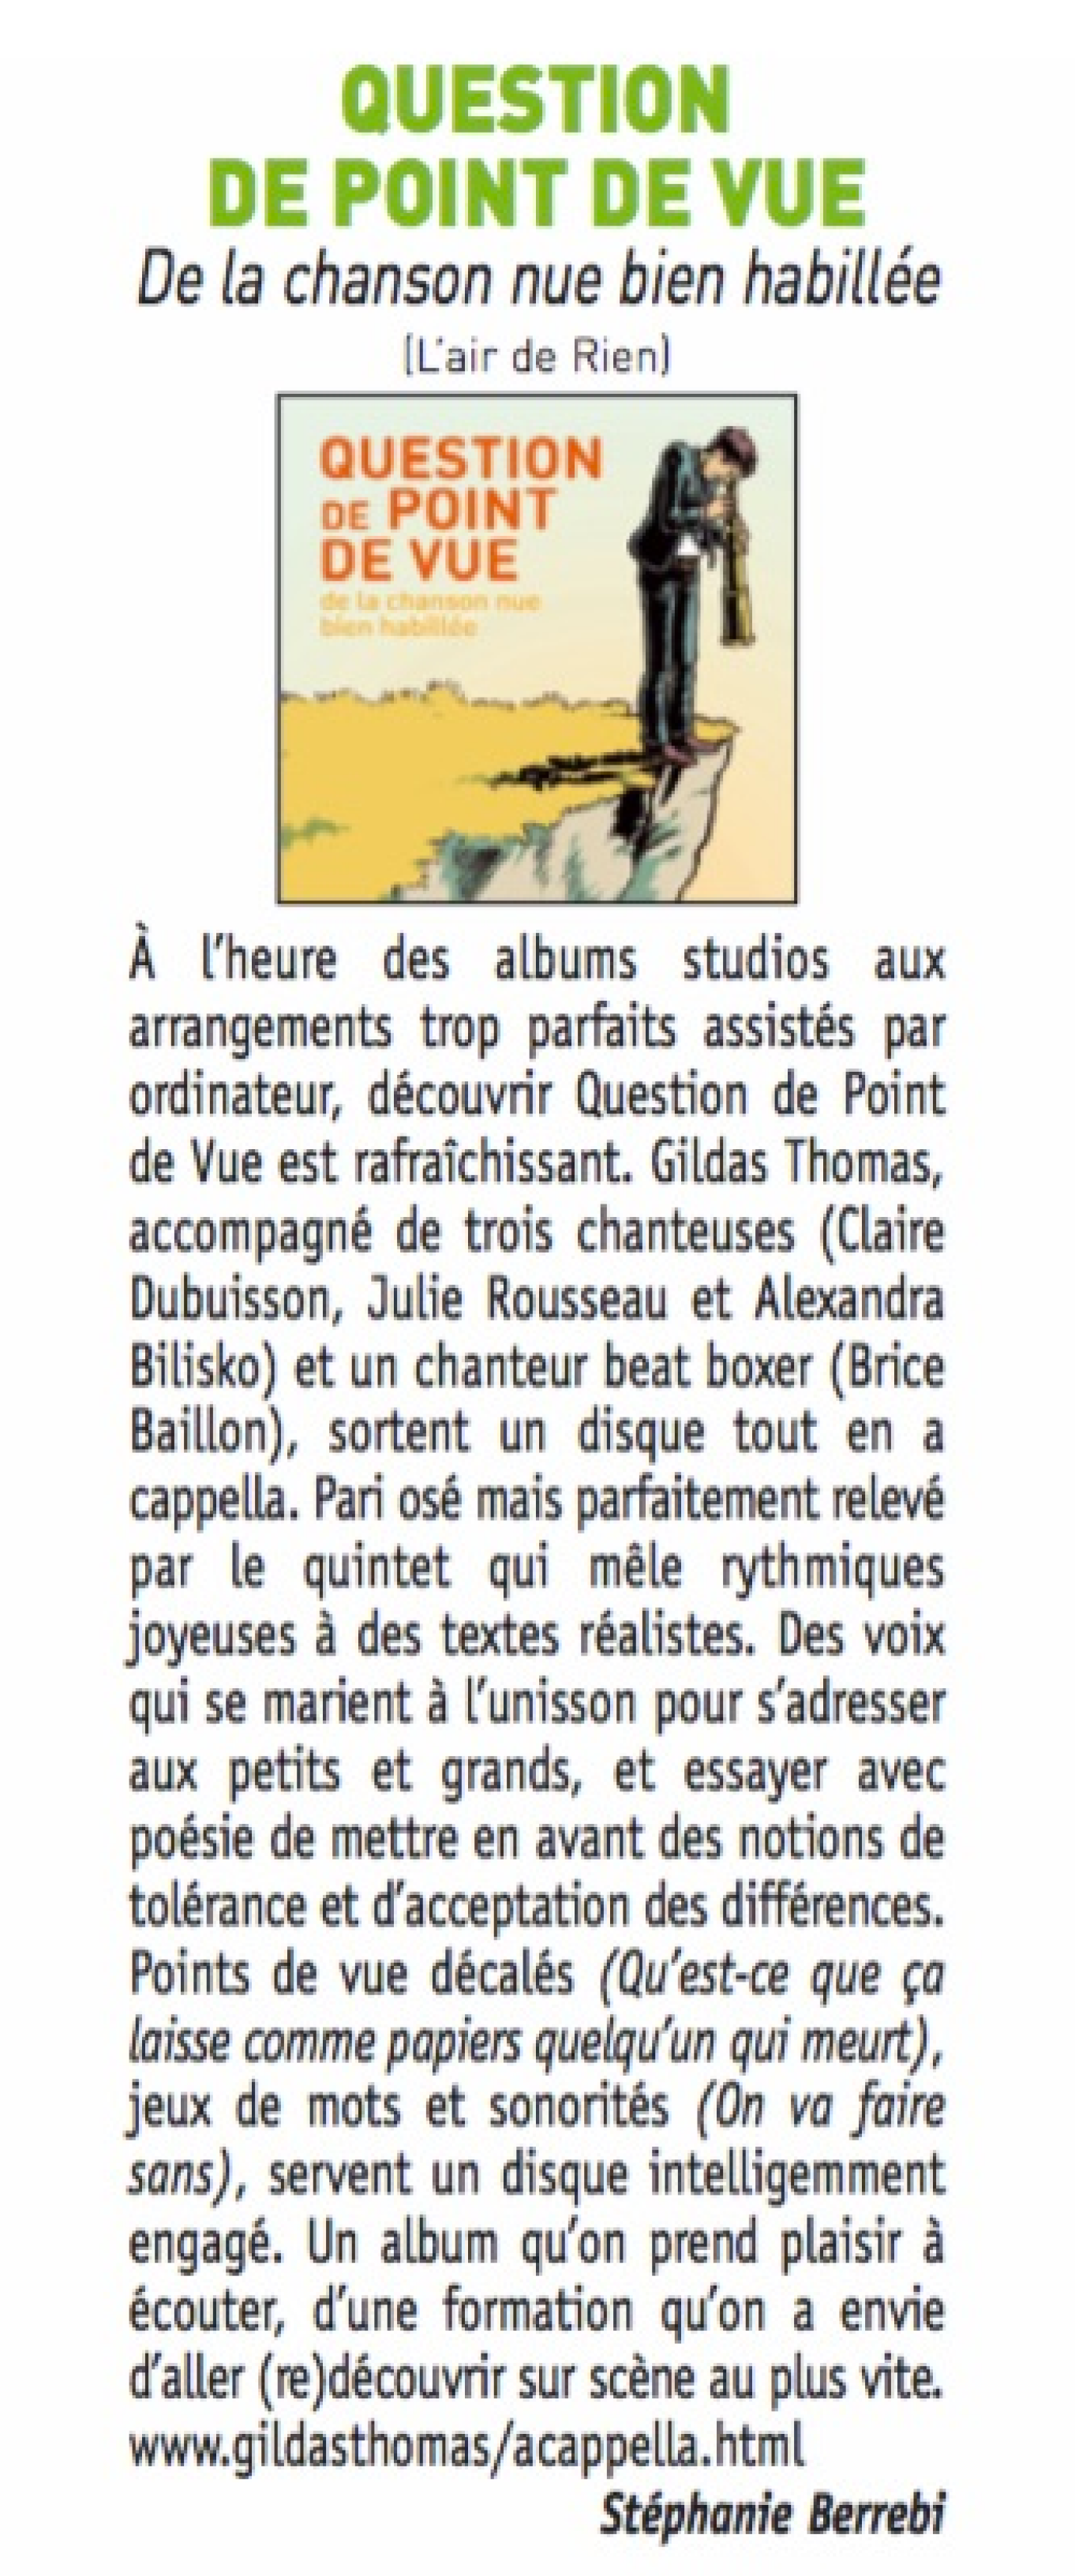 QUESTION
DE POINT DE VUE
De la chanson nue bien habillée
(L'air de Rien)
QUESTION
DE POINT
DE VUE
de la chanson nue
bien habillée
À l'heure des albums studios aux
arrangements trop parfaits assistés par
ordinateur, découvrir Question de Point
de Vue est rafraîchissant. Gildas Thomas,
accompagné de trois chanteuses (Claire
Dubuisson, Julie Rousseau et Alexandra
Bilisko) et un chanteur beat boxer (Brice
Baillon), sortent un disque tout en a
cappella. Pari osé mais parfaitement relevé
par le quintet qui mêle rythmiques
joyeuses à des textes réalistes. Des voix
qui se marient à l'unisson pour s'adresser
aux petits et grands, et essayer avec
poésie de mettre en avant des notions de
tolérance et d'acceptation des différences.
Points de vue décalés (Qu'est-ce que ça
laisse comme papiers quelqu'un qui meurt),
jeux de mots et sonorités (On va faire
sans), servent un disque intelligemment
engagé. Un album qu'on prend plaisir à
écouter, d'une formation qu'on a envie
d'aller (re)découvrir sur scène au plus vite.
www.gildasthomas/acappella.html
Stéphanie Berrebi